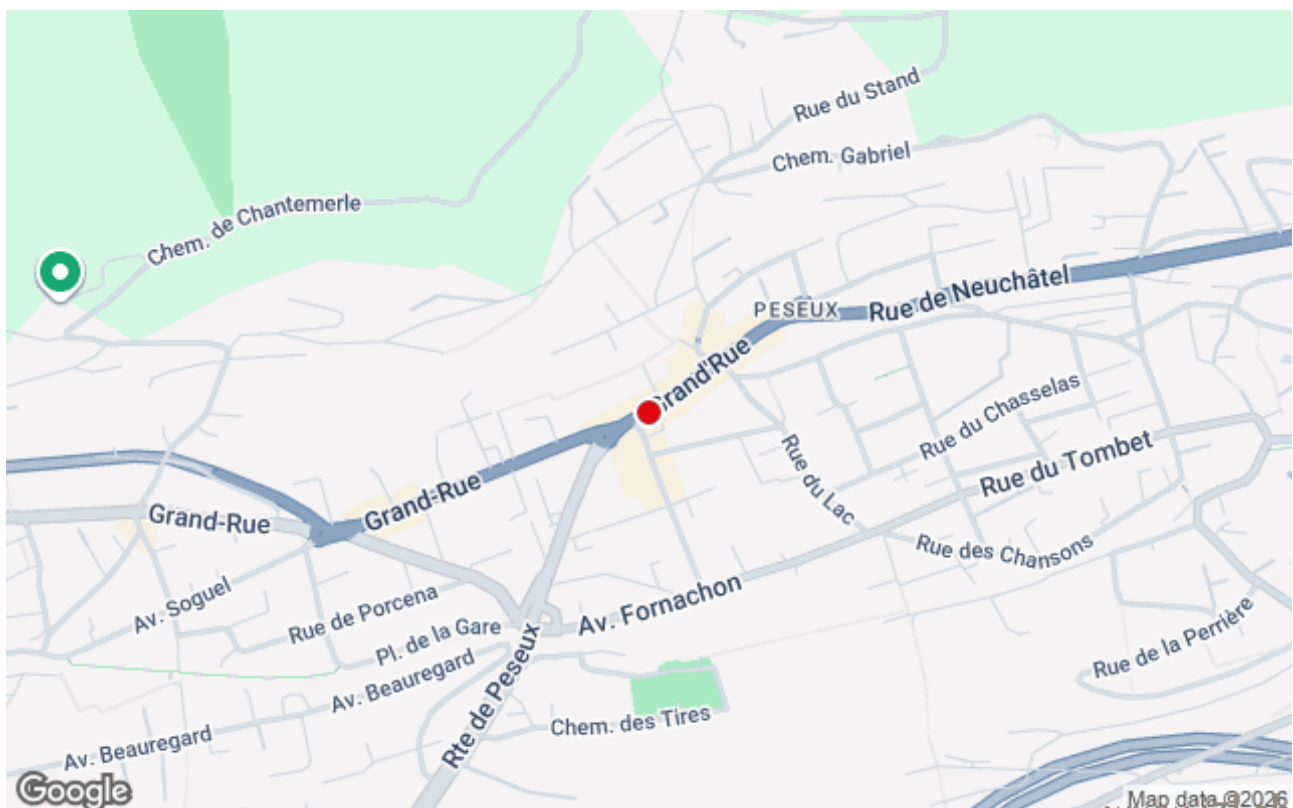 Rue du Stand
Chem. Gabriel
Chem. de Chantemerle
Rue de Neuchâtel
PESEUX
Grand'Rue
Rue du Chasselas
Rue du Tombet
Rue du Lac
Grand-Rue
Grand-Rue
Rue des Chansons
Av. Soguel
Rue de Porcena
Av. Fornachon
Pl. de la Gare
Rue de la Perrière
Av. Beauregard
Rte de Peseux
Chem. des Tires
Av. Beauregard
Google
Map data ©2026